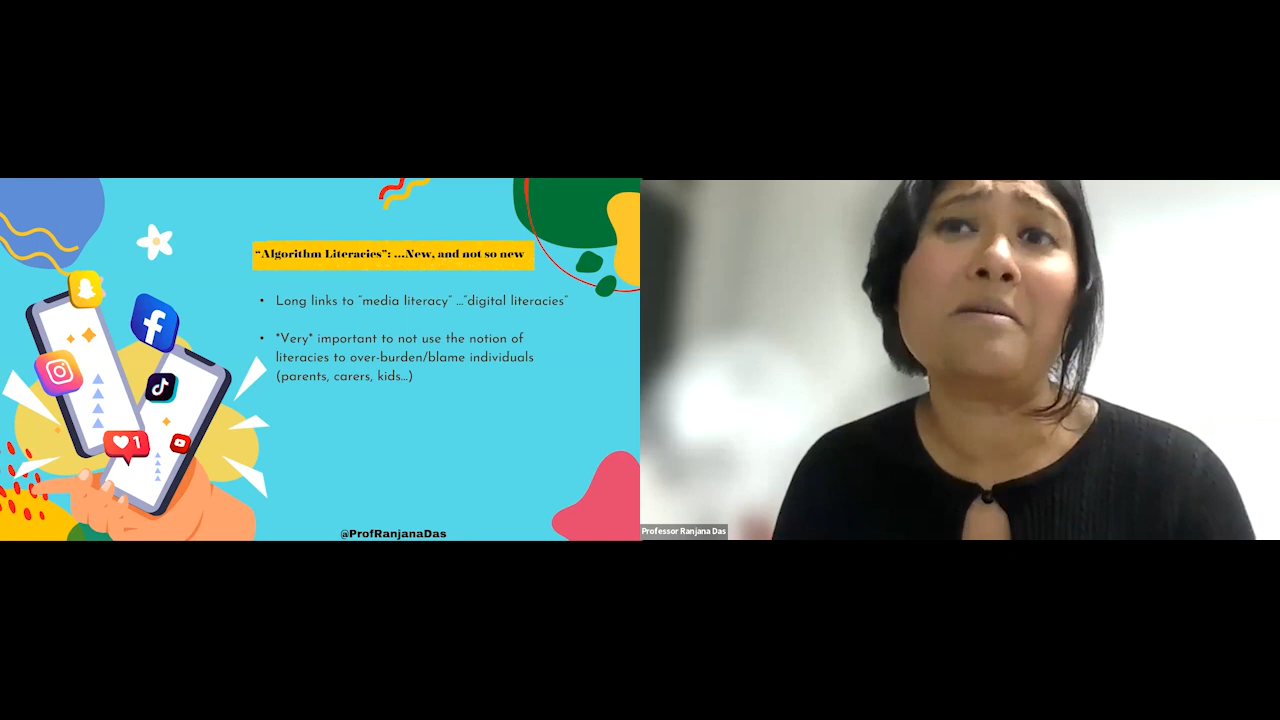 “Algorithm Literacies”: ...New, and not so new
• Long links to “media literacy” ...“digital literacies”
• *Very* important to not use the notion of
literacies to over-burden/blame individuals
(parents, carers, kids...)
1
@ProfRanjanaDas
Professor Ranjana Das